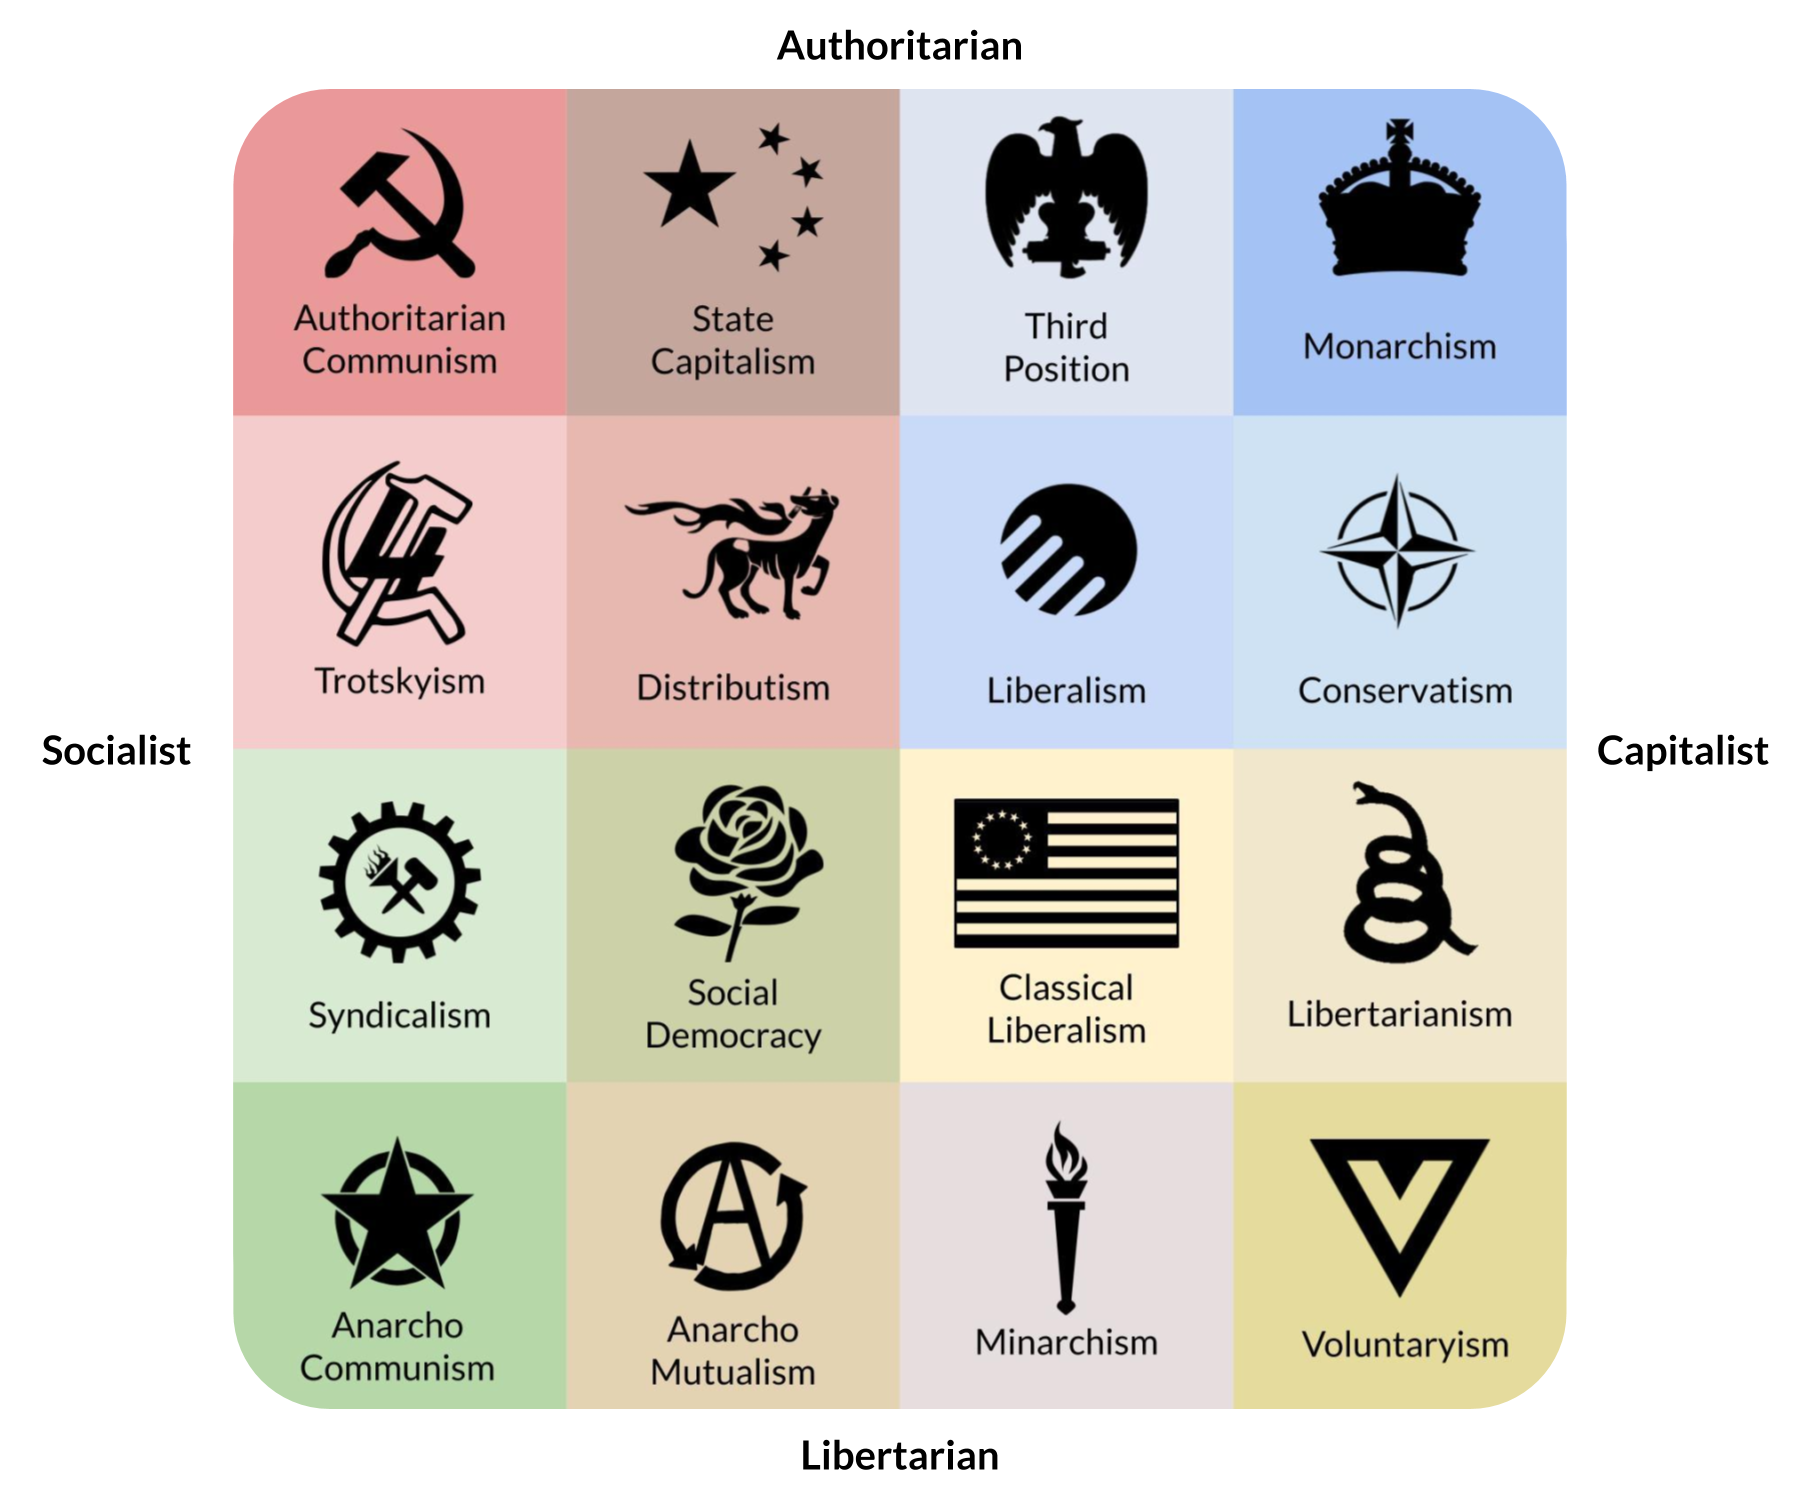 Authoritarian
Authoritarian
Communism
State
Capitalism
Third
Position
Monarchism
Trotskyism
Distributism
Liberalism
Conservatism
Socialist
Capitalist
Syndicalism
Social
Democracy
Classical
Liberalism
Libertarianism
Anarcho
Communism
Anarcho
Mutualism
Minarchism
Voluntaryism
Libertarian